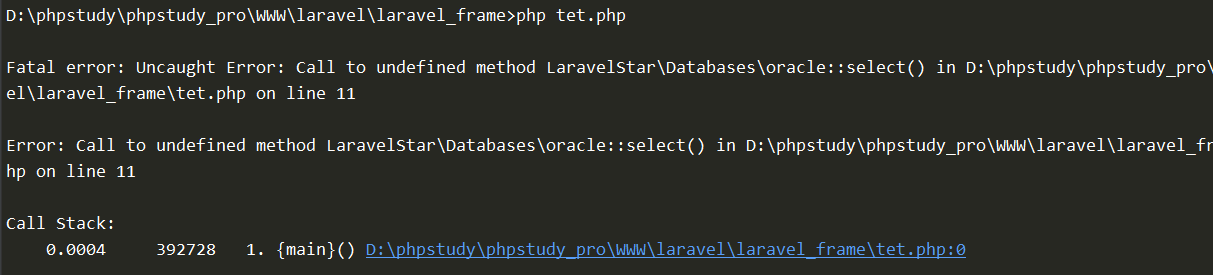 D:\phpstudy\phpstudy_pro\WWW\laravel\laravel_frame>php tet.php
Fatal error: Uncaught Error: Call to undefined method LaravelStar\Databases\oracle::select() in D:\phpstudy\phpstudy_pro\
el\laravel_frame\tet.php on line 11
Error: Call to undefined method LaravelStar\Databases\oracle::select() in D:\phpstudy\phpstudy_pro\WWW\laravel\laravel_fr
hp on line 11
Call Stack:
0.0004 392728 1. {main}() D:\phpstudy\phpstudy_pro\WWW\laravel\laravel_frame\tet.php:0